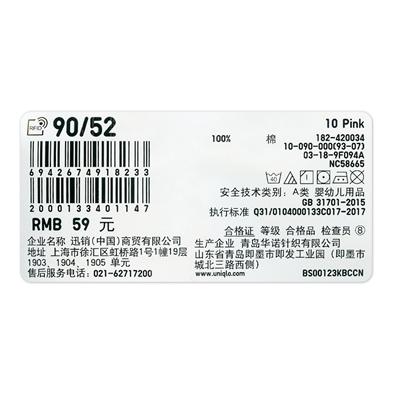 RFID
90/52
6942674918233
2000133401147
RMB 59 元
企业名称 迅销(中国)商贸有限公司
地址 上海市徐汇区虹桥路1号1幢19层
1903、1904、1905 单元
售后服务电话: 021-62717200
10 Pink
100% 棉 182-420034
10-090-000(93-07)
03-18-9F094A
NC58665
40
安全技术类别: A类 婴幼儿用品
GB 31701-2015
执行标准 Q31/0104000133C017-2017
合格证 等级 合格品 检查员 ⑧
生产企业 青岛华诺针织有限公司
山东省青岛即墨市即发工业园 (即墨市
城北三路西侧)
www.uniqlo.com BS00123KBCCN